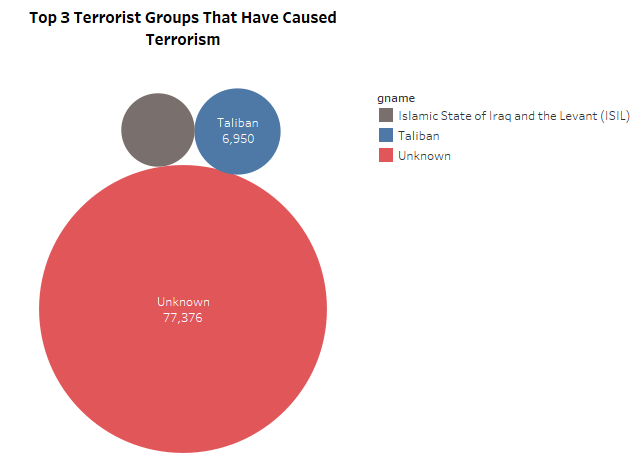 Top 3 Terrorist Groups That Have Caused
Terrorism
gname
Islamic State of Iraq and the Levant (ISIL)
Taliban
Unknown
Taliban
6,950
Unknown
77,376